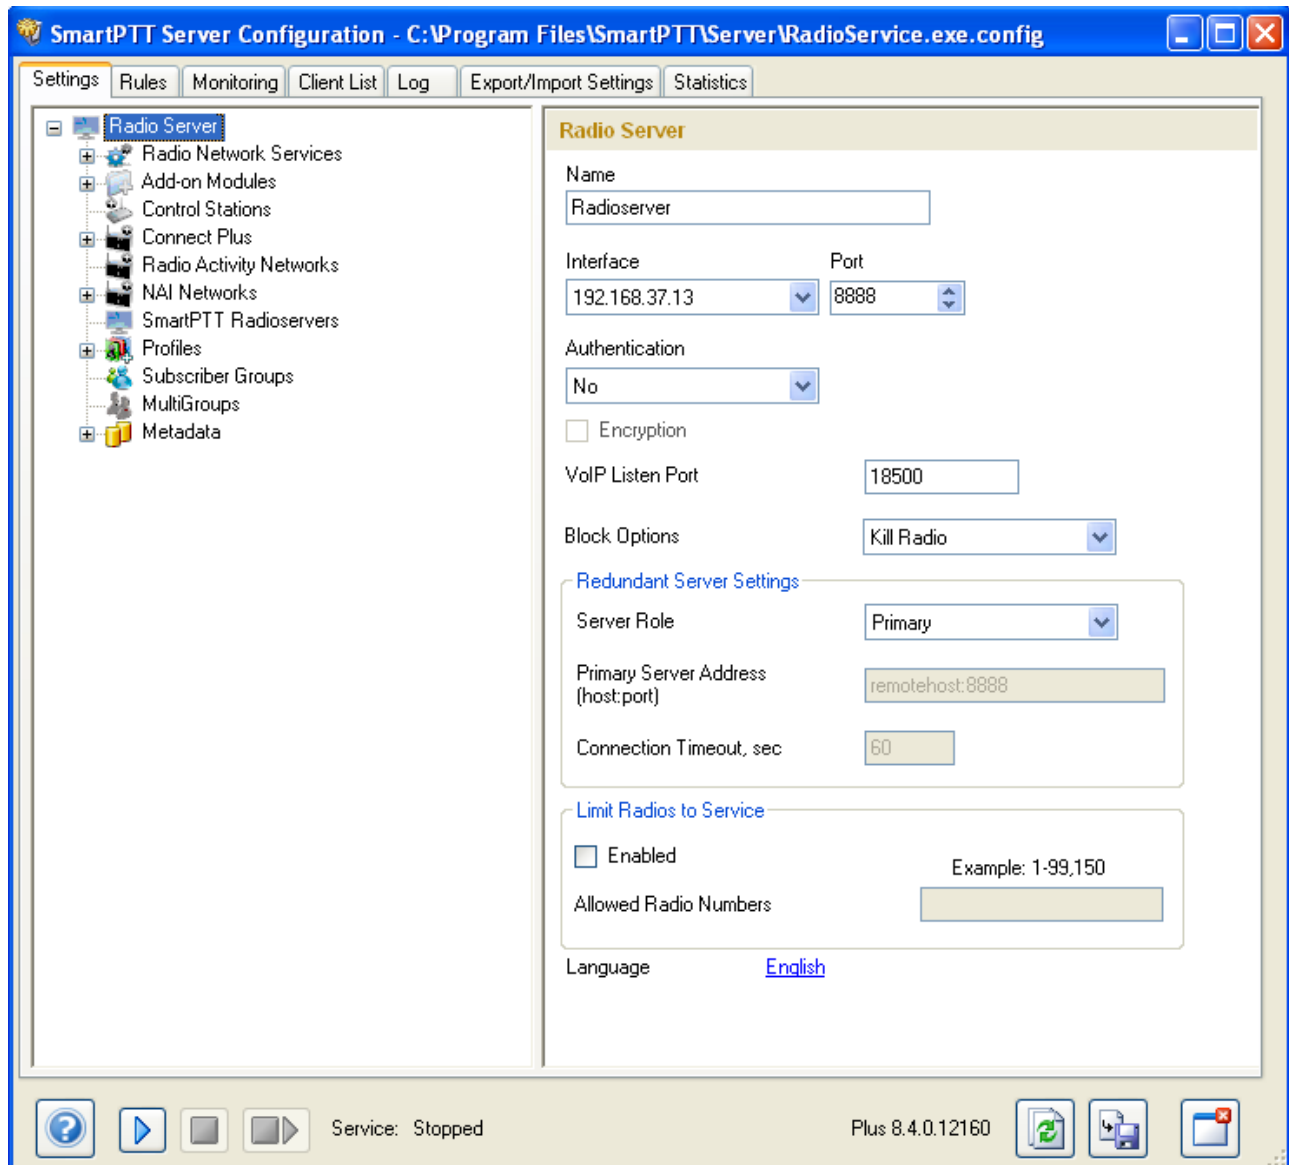 SmartPTT Server Configuration - C:\Program Files\SmartPTT\Server\RadioService.exe.config
Settings Rules Monitoring Client List Log Export/Import Settings Statistics
Radio Server
Radio Network Services
Add-on Modules
Control Stations
Connect Plus
Radio Activity Networks
NAI Networks
SmartPTT Radioservers
Profiles
Subscriber Groups
MultiGroups
Metadata
Radio Server
Name
Radioserver
Interface Port
192.168.37.13 8888
Authentication
No
Encryption
VoIP Listen Port 18500
Block Options Kill Radio
Redundant Server Settings
Server Role Primary
Primary Server Address
(host:port) remotehost:8888
Connection Timeout, sec 60
Limit Radios to Service
Enabled
Example: 1-99,150
Allowed Radio Numbers
Language English
Service: Stopped Plus 8.4.0.12160